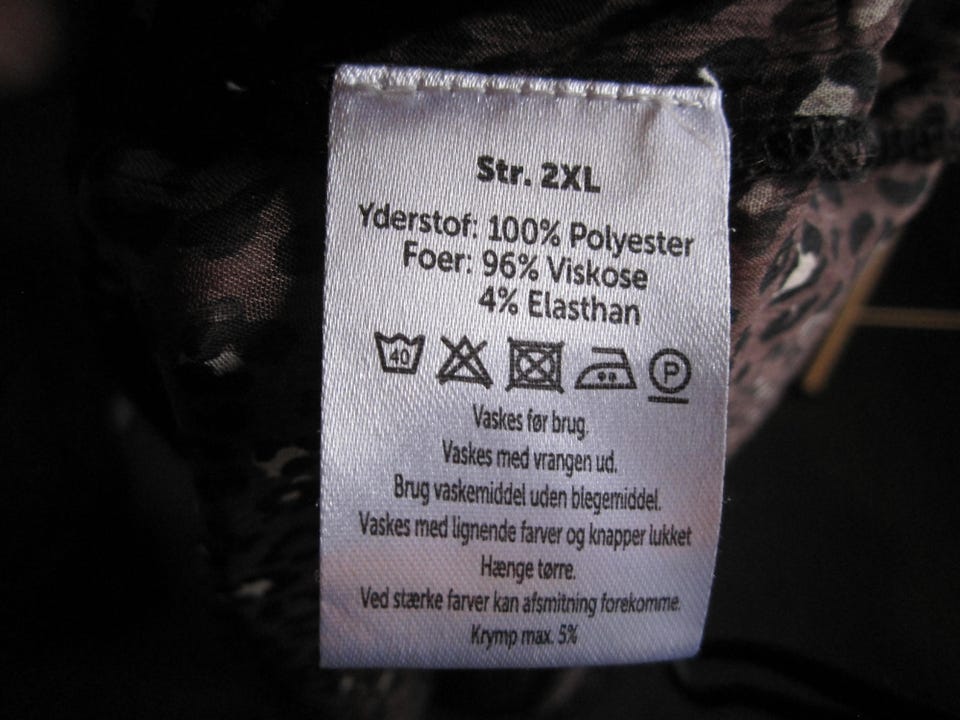 Str. 2XL
Yderstof: 100% Polyester
Foer: 96% Viskose
4% Elasthan
40 P
Vaskes før brug.
Vaskes med vrangen ud.
Brug vaskemiddel uden blegemiddel.
Vaskes med lignende farver og knapper lukket
Hænge tørre.
Ved stærke farver kan afsmitning forekomme.
Krymp max. 5%